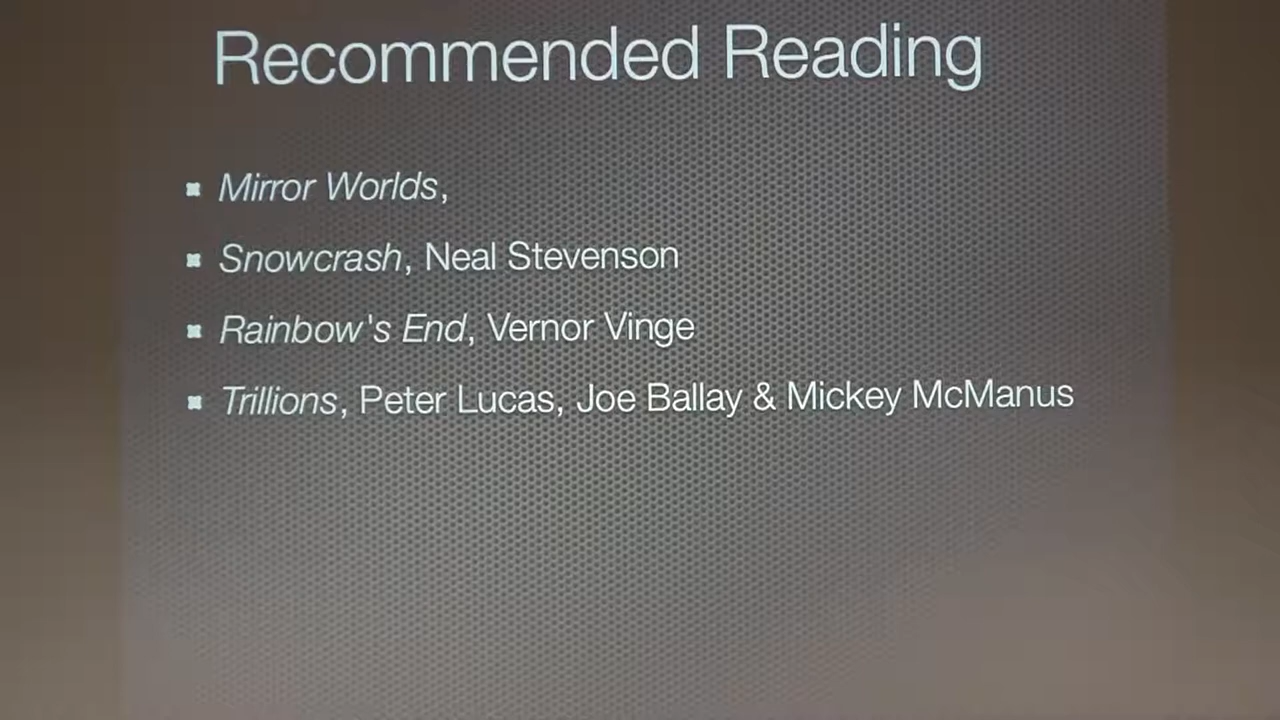 Recommended Reading
Mirror Worlds,
Snowcrash, Neal Stevenson
Rainbow's End, Vernor Vinge
Trillions, Peter Lucas, Joe Ballay & Mickey McManus